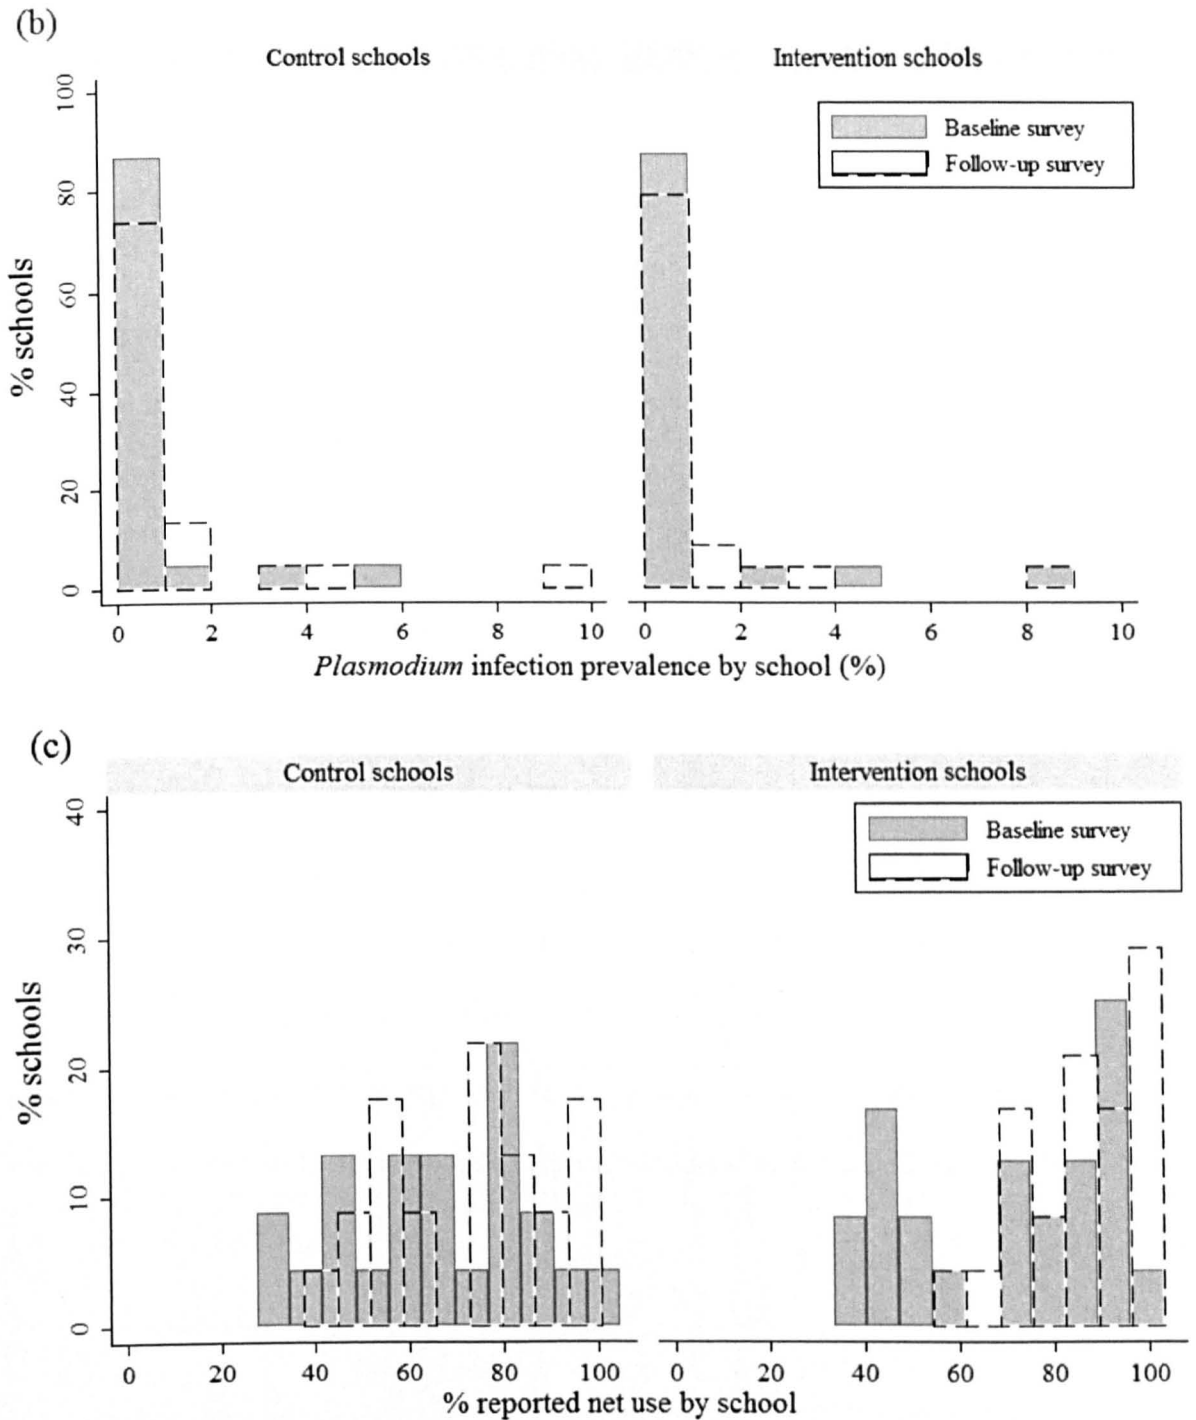 (b)
Control schools
Intervention schools
Baseline survey
Follow-up survey
% schools
100
80
60
40
20
0
0 2 4 6 8 10
0 2 4 6 8 10
Plasmodium infection prevalence by school (%)
(c)
Control schools
Intervention schools
Baseline survey
Follow-up survey
% schools
40
30
20
10
0
0 20 40 60 80 100
0 20 40 60 80 100
% reported net use by school